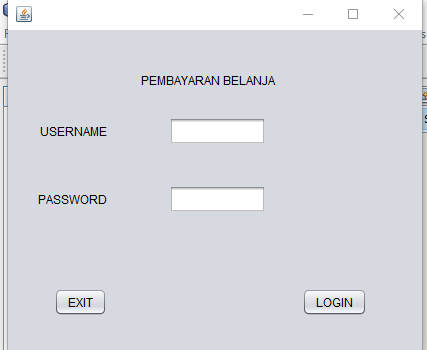 PEMBAYARAN BELANJA
USERNAME
PASSWORD
EXIT
LOGIN